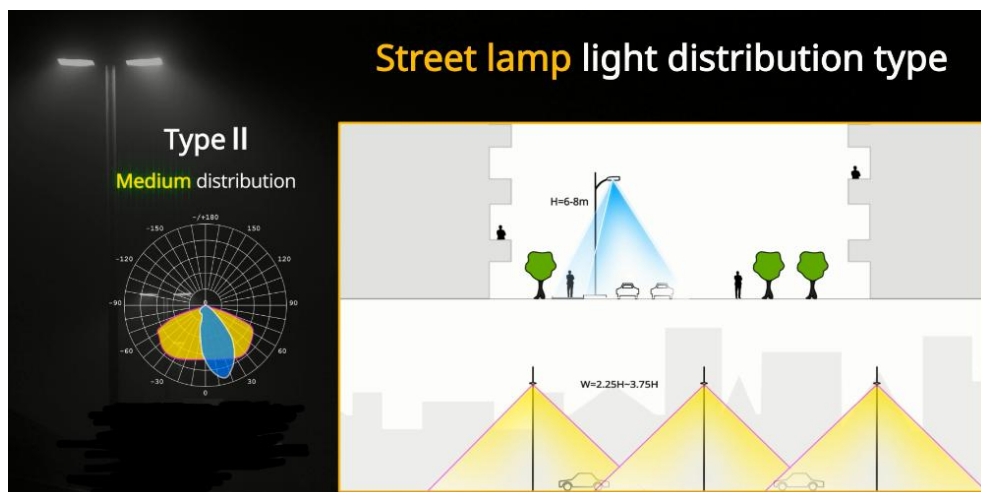 Street lamp light distribution type
Type II
Medium distribution
-/+180
-150
150
-120
120
-90
90
-60
60
-30
30
0
H=6-8m
W=2.25H~3.75H